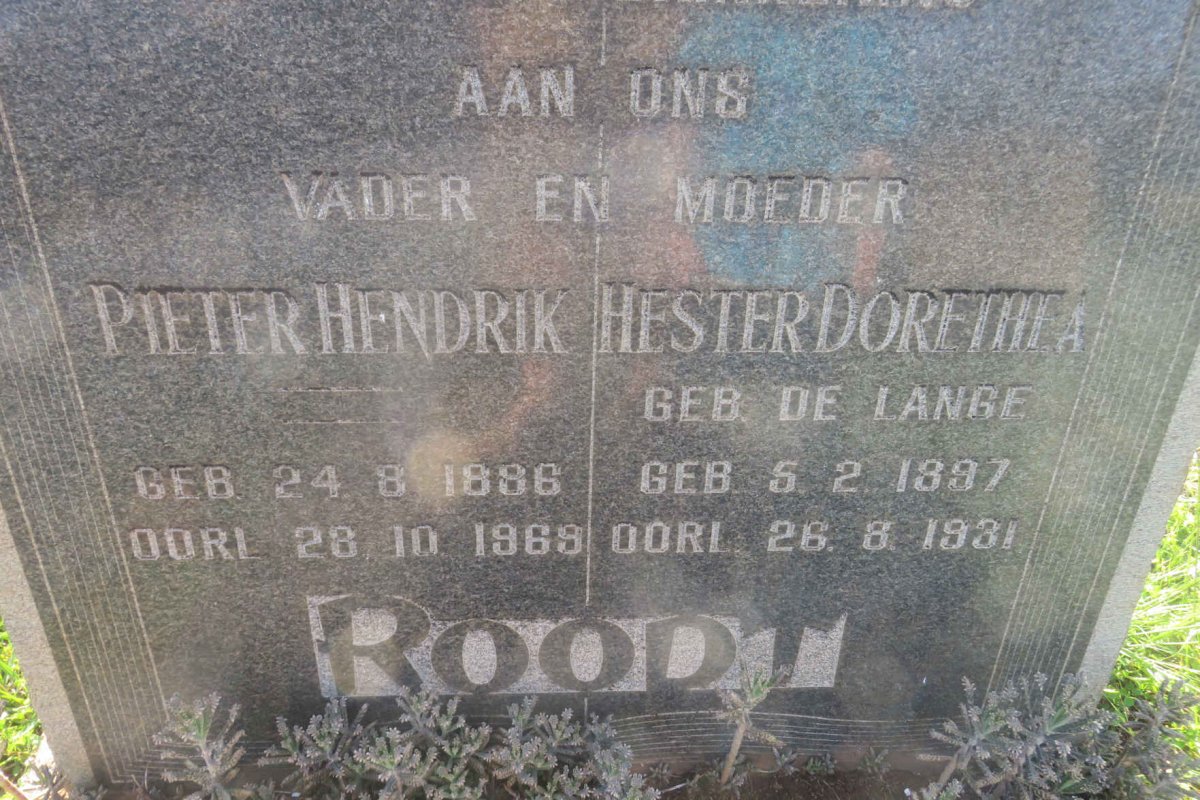 AAN ONS
VADER EN MOEDER
PIETER HENDRIK HESTER DORETHEA
GEB. DE LANGE
GEB. 24. 8. 1886 GEB 5. 2. 1897
OORL 28 10 1969 OORL 26. 8. 1981
ROODT